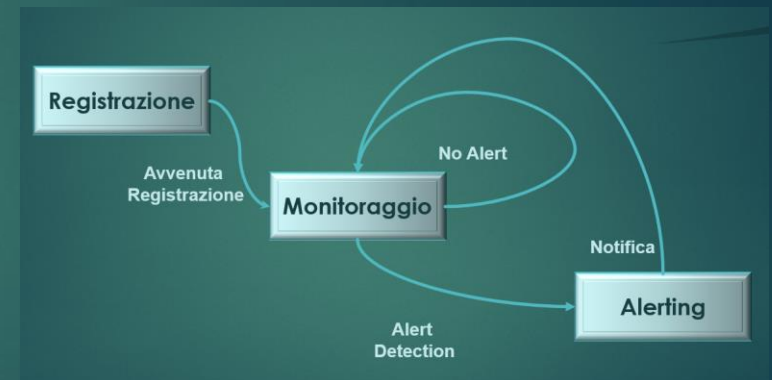 Registrazione
Avvenuta
Registrazione
No Alert
Monitoraggio
Notifica
Alerting
Alert
Detection